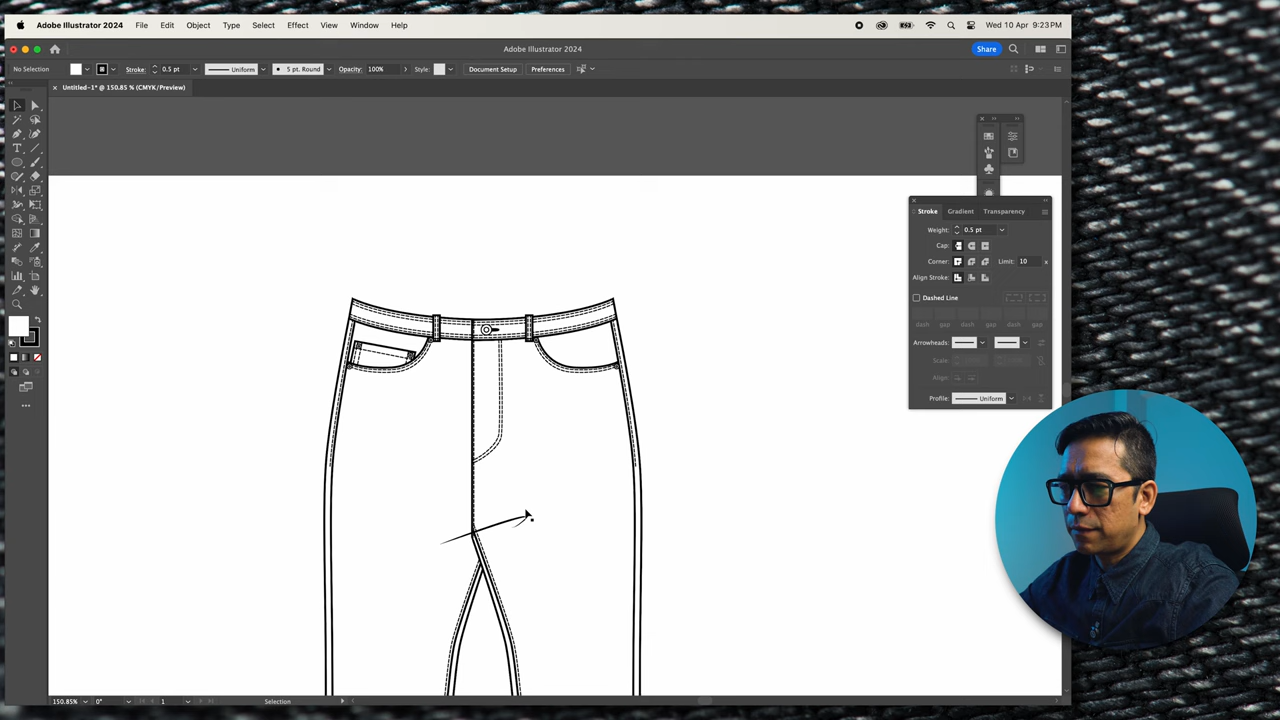 Adobe Illustrator 2024 File Edit Object Type Select Effect View Window Help Wed 10 Apr 9:23 PM
Adobe Illustrator 2024
Share
No Selection Stroke: 0.5 pt Uniform 5 pt. Round Opacity: 100% Style: Document Setup Preferences
Untitled-1* @ 150.85 % (CMYK/Preview)
Stroke Gradient Transparency
Weight: 0.5 pt
Cap:
Corner: Limit: 10 x
Align Stroke:
Dashed Line
dash gap dash gap dash gap
Arrowheads:
Scale:
Align:
Profile: Uniform
150.85% 0° 1 Selection